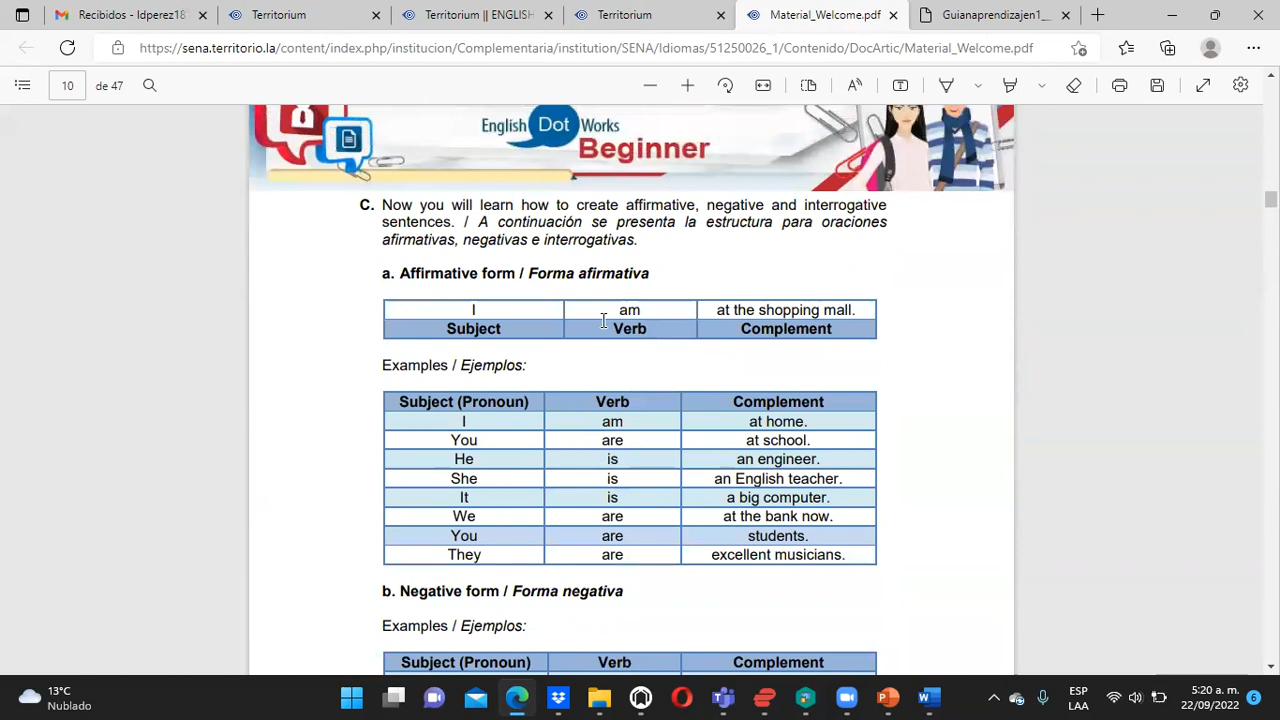 Recibidos - Idperez18
Territorium
Territorium || ENGLISH
Territorium
Material_Welcome.pdf
Guianaprendizajen1__
https://sena.territorio.la/content/index.php/institucion/Complementaria/institution/SENA/Idiomas/51250026_1/Contenido/DocArtic/Material_Welcome.pdf
10 de 47
English Dot Works
Beginner
C. Now you will learn how to create affirmative, negative and interrogative
sentences. / A continuación se presenta la estructura para oraciones
afirmativas, negativas e interrogativas.
a. Affirmative form / Forma afirmativa
I am at the shopping mall.
Subject Verb Complement
Examples / Ejemplos:
Subject (Pronoun) Verb Complement
I am at home.
You are at school.
He is an engineer.
She is an English teacher.
It is a big computer.
We are at the bank now.
You are students.
They are excellent musicians.
b. Negative form / Forma negativa
Examples / Ejemplos:
Subject (Pronoun) Verb Complement
13°C
Nublado
ESP
LAA
5:20 a. m.
22/09/2022
6